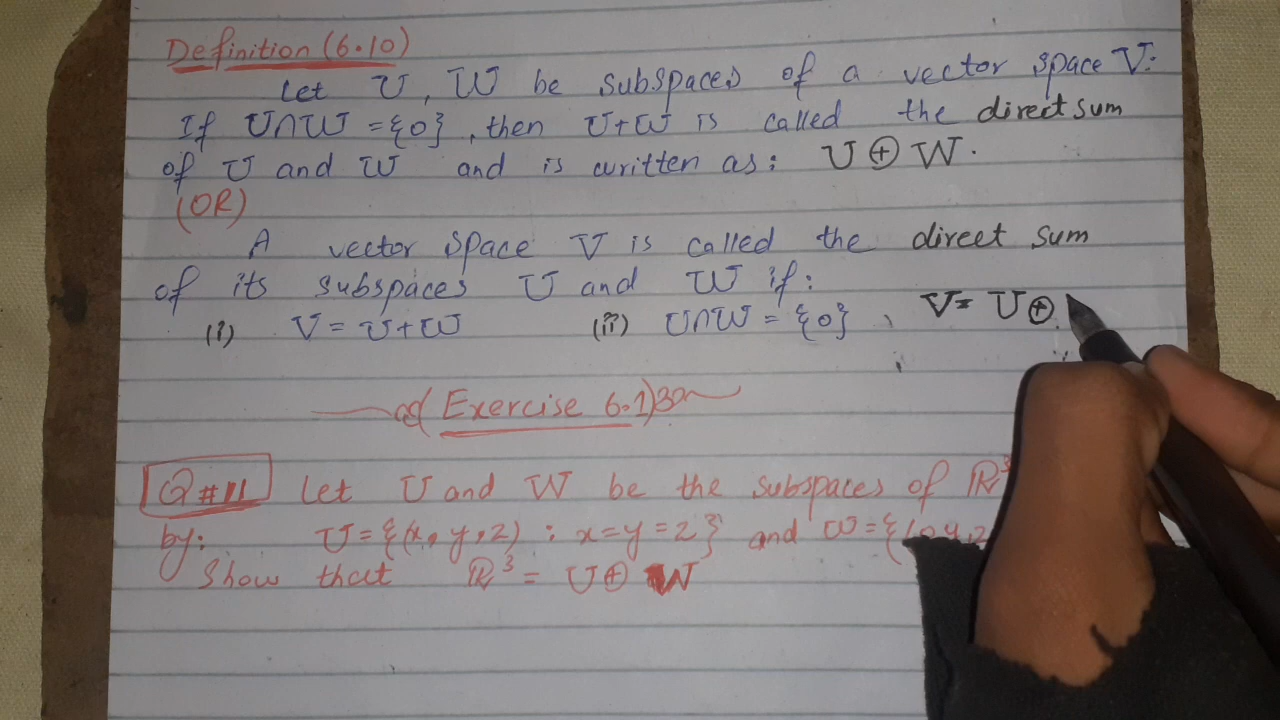 Definition (6.10)
Let U, W be subspaces of a vector space V.
If U∩W = {0}, then U+W is called the direct sum
of U and W and is written as: U ⊕ W.
(OR)
A vector space V is called the direct sum
of its subspaces U and W if:
(i) V = U+W (ii) U∩W = {0}, V = U⊕
Exercise 6.1
Q#11 Let U and W be the subspaces of ℝ³
by: U = {(x, y, z) : x=y=z} and W = {(0, y, z
Show that ℝ³ = U⊕ W